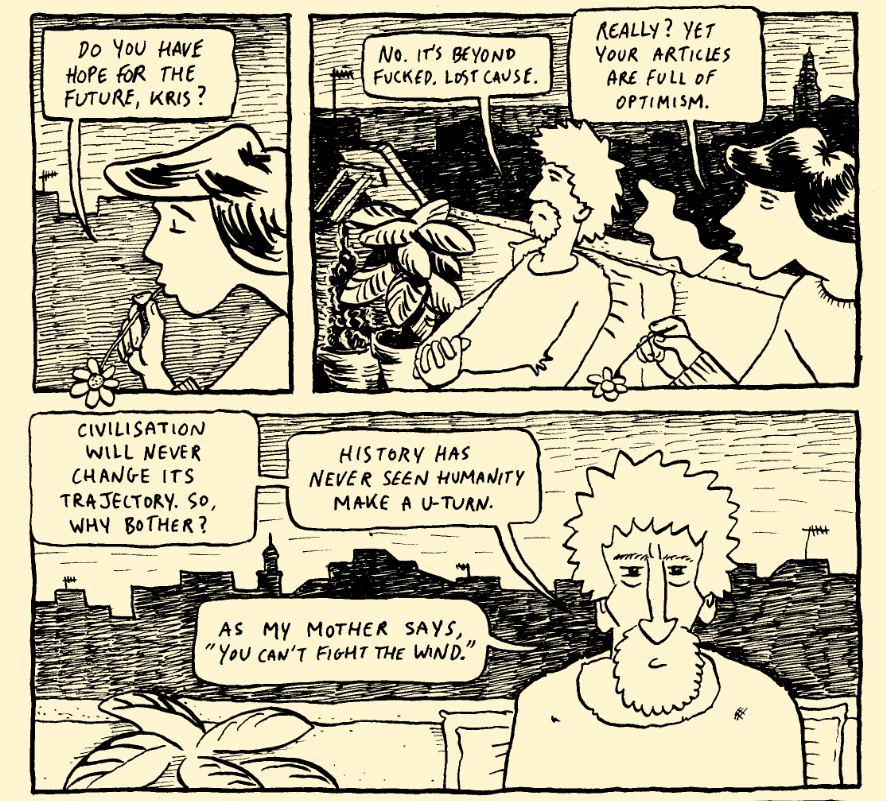 DO YOU HAVE
HOPE FOR THE
FUTURE, KRIS?
NO. IT'S BEYOND
FUCKED. LOST CAUSE.
REALLY? YET
YOUR ARTICLES
ARE FULL OF
OPTIMISM.
CIVILISATION
WILL NEVER
CHANGE ITS
TRAJECTORY. SO,
WHY BOTHER?
HISTORY HAS
NEVER SEEN HUMANITY
MAKE A U-TURN.
AS MY MOTHER SAYS,
"YOU CAN'T FIGHT THE WIND."